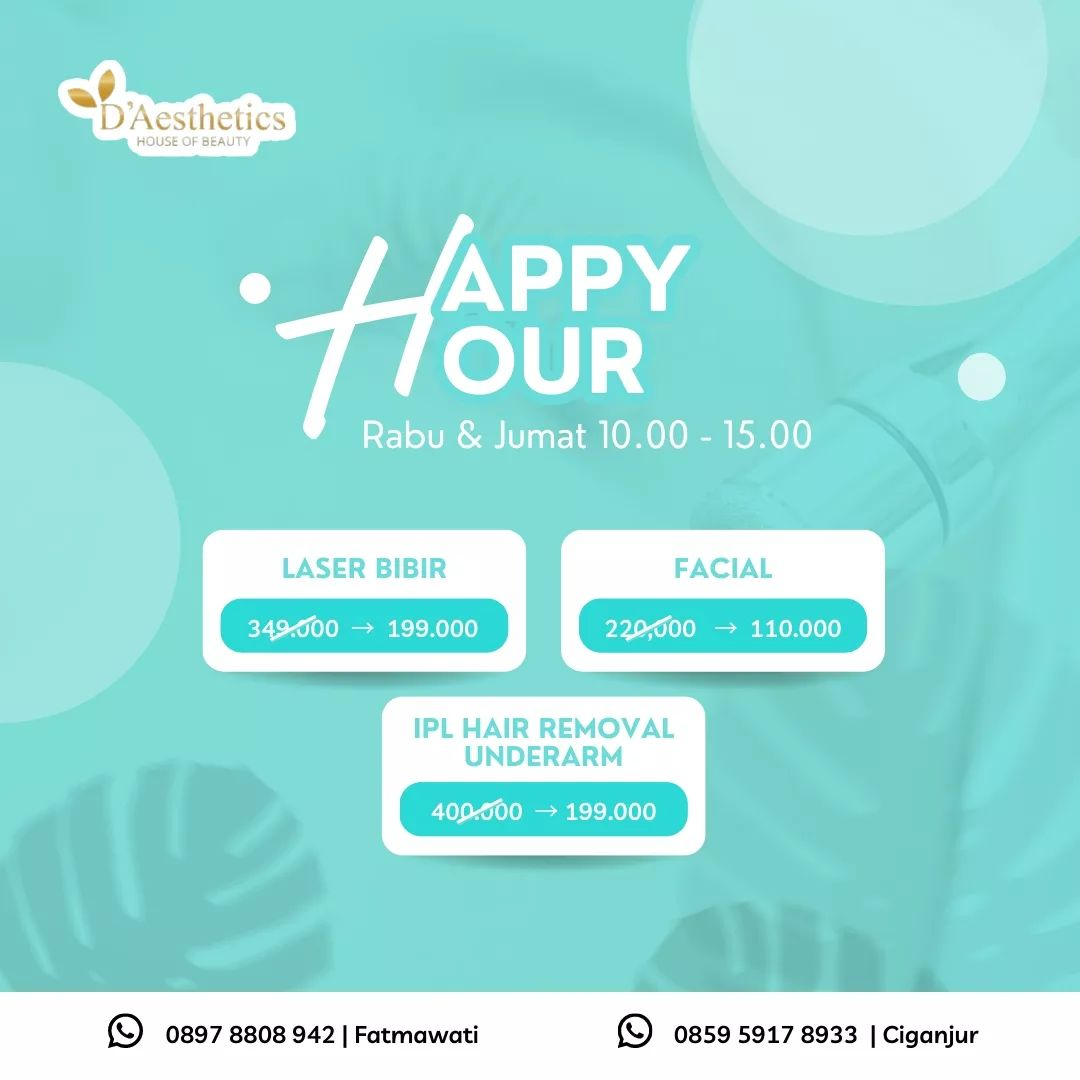 D'Aesthetics
HOUSE OF BEAUTY
HAPPY
HOUR
Rabu & Jumat 10.00 - 15.00
LASER BIBIR
349.000 → 199.000
FACIAL
220,000 → 110.000
IPL HAIR REMOVAL
UNDERARM
400.000 → 199.000
0897 8808 942 | Fatmawati
0859 5917 8933 | Ciganjur